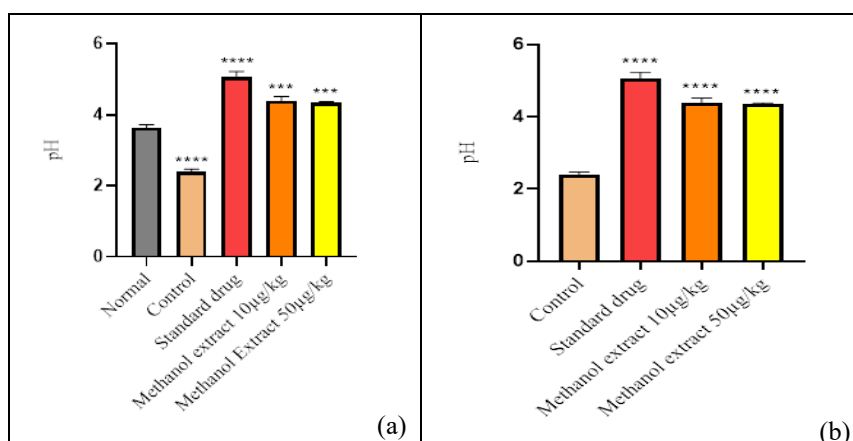 6
4
2
0
pH
****
****
***
***
Normal
Control
Standard drug
Methanol extract 10µg/kg
Methanol Extract 50µg/kg
(a)
6
4
2
0
pH
****
****
****
Control
Standard drug
Methanol extract 10µg/kg
Methanol extract 50µg/kg
(b)